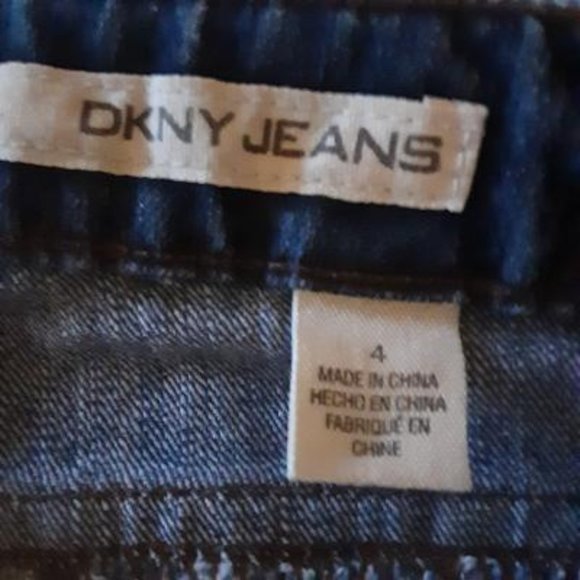 DKNY JEANS
4
MADE IN CHINA
HECHO EN CHINA
FABRIQUÉ EN
CHINE